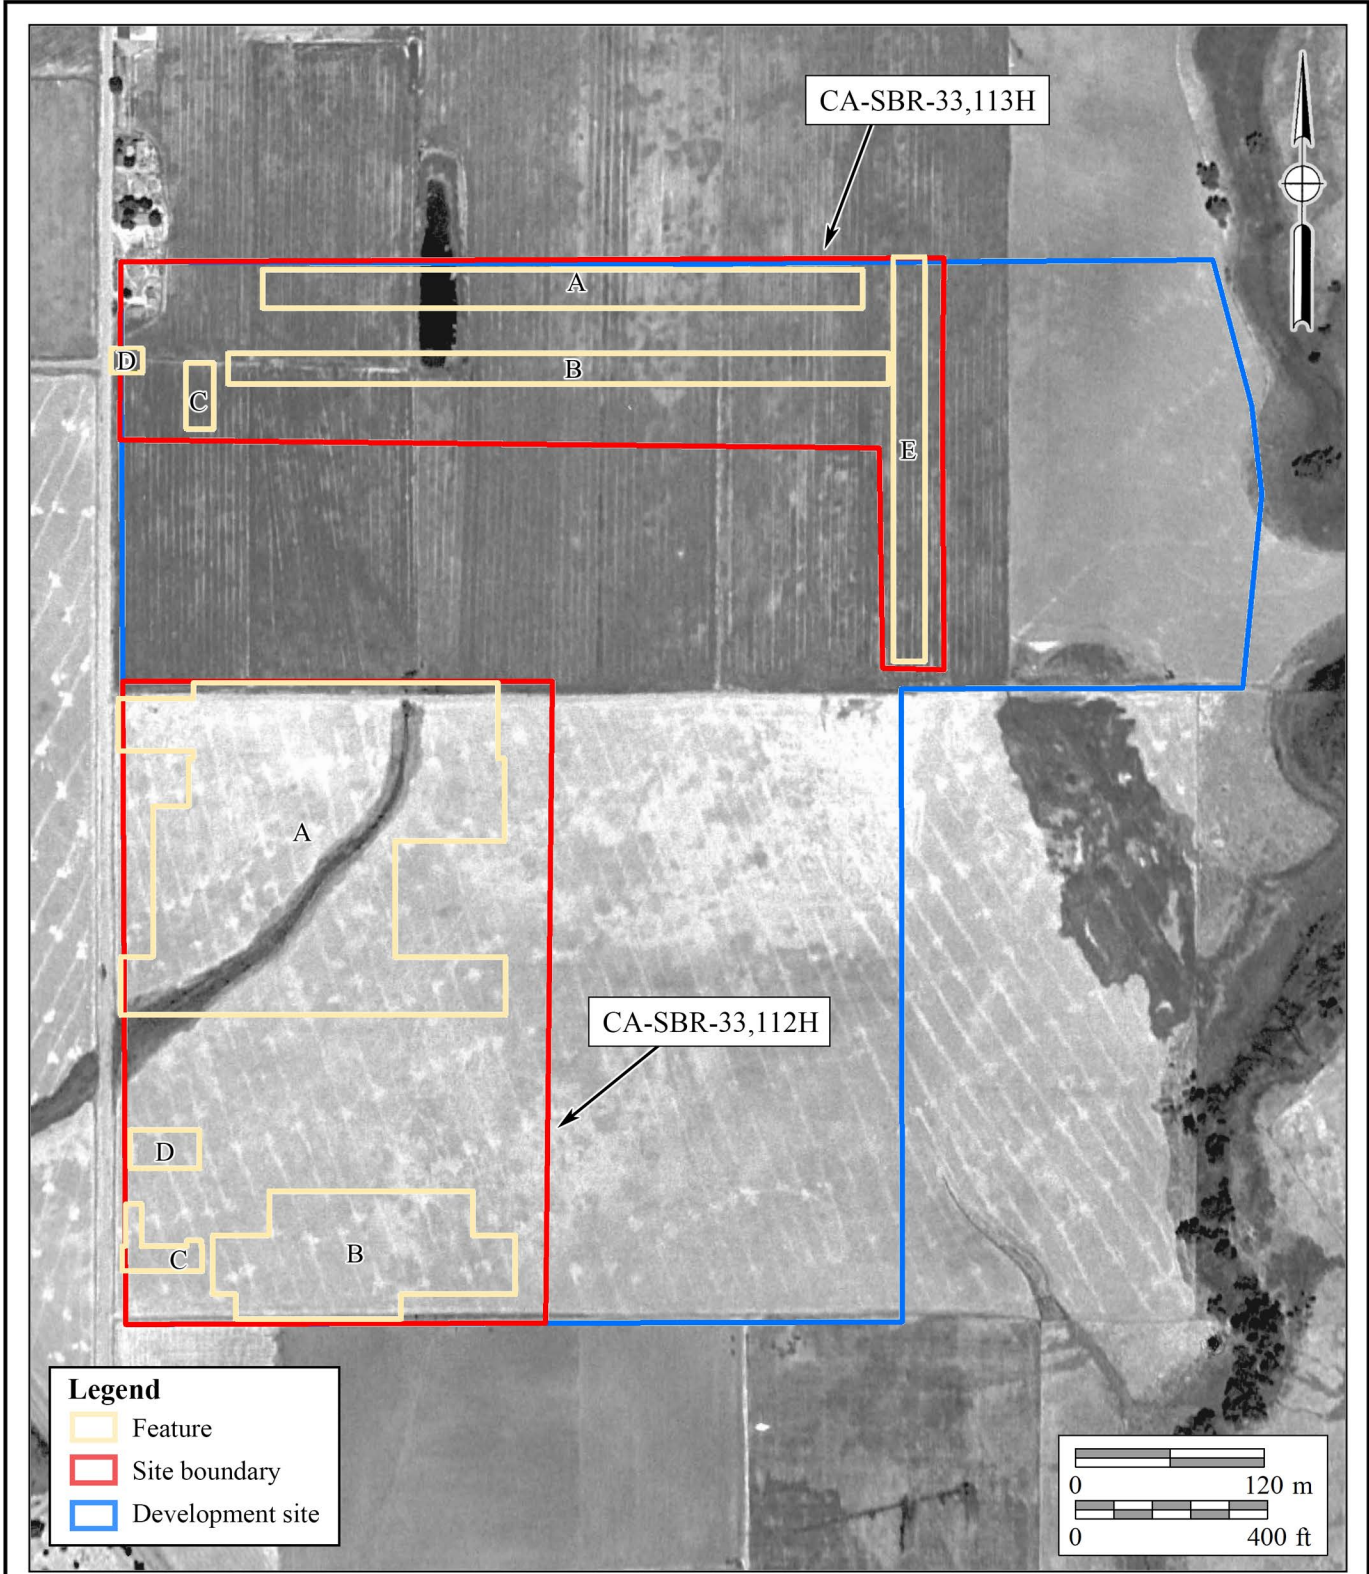 CA-SBR-33,113H
A
D
B
C
E
A
CA-SBR-33,112H
D
C
B
Legend
Feature
Site boundary
Development site
0 120 m
0 400 ft